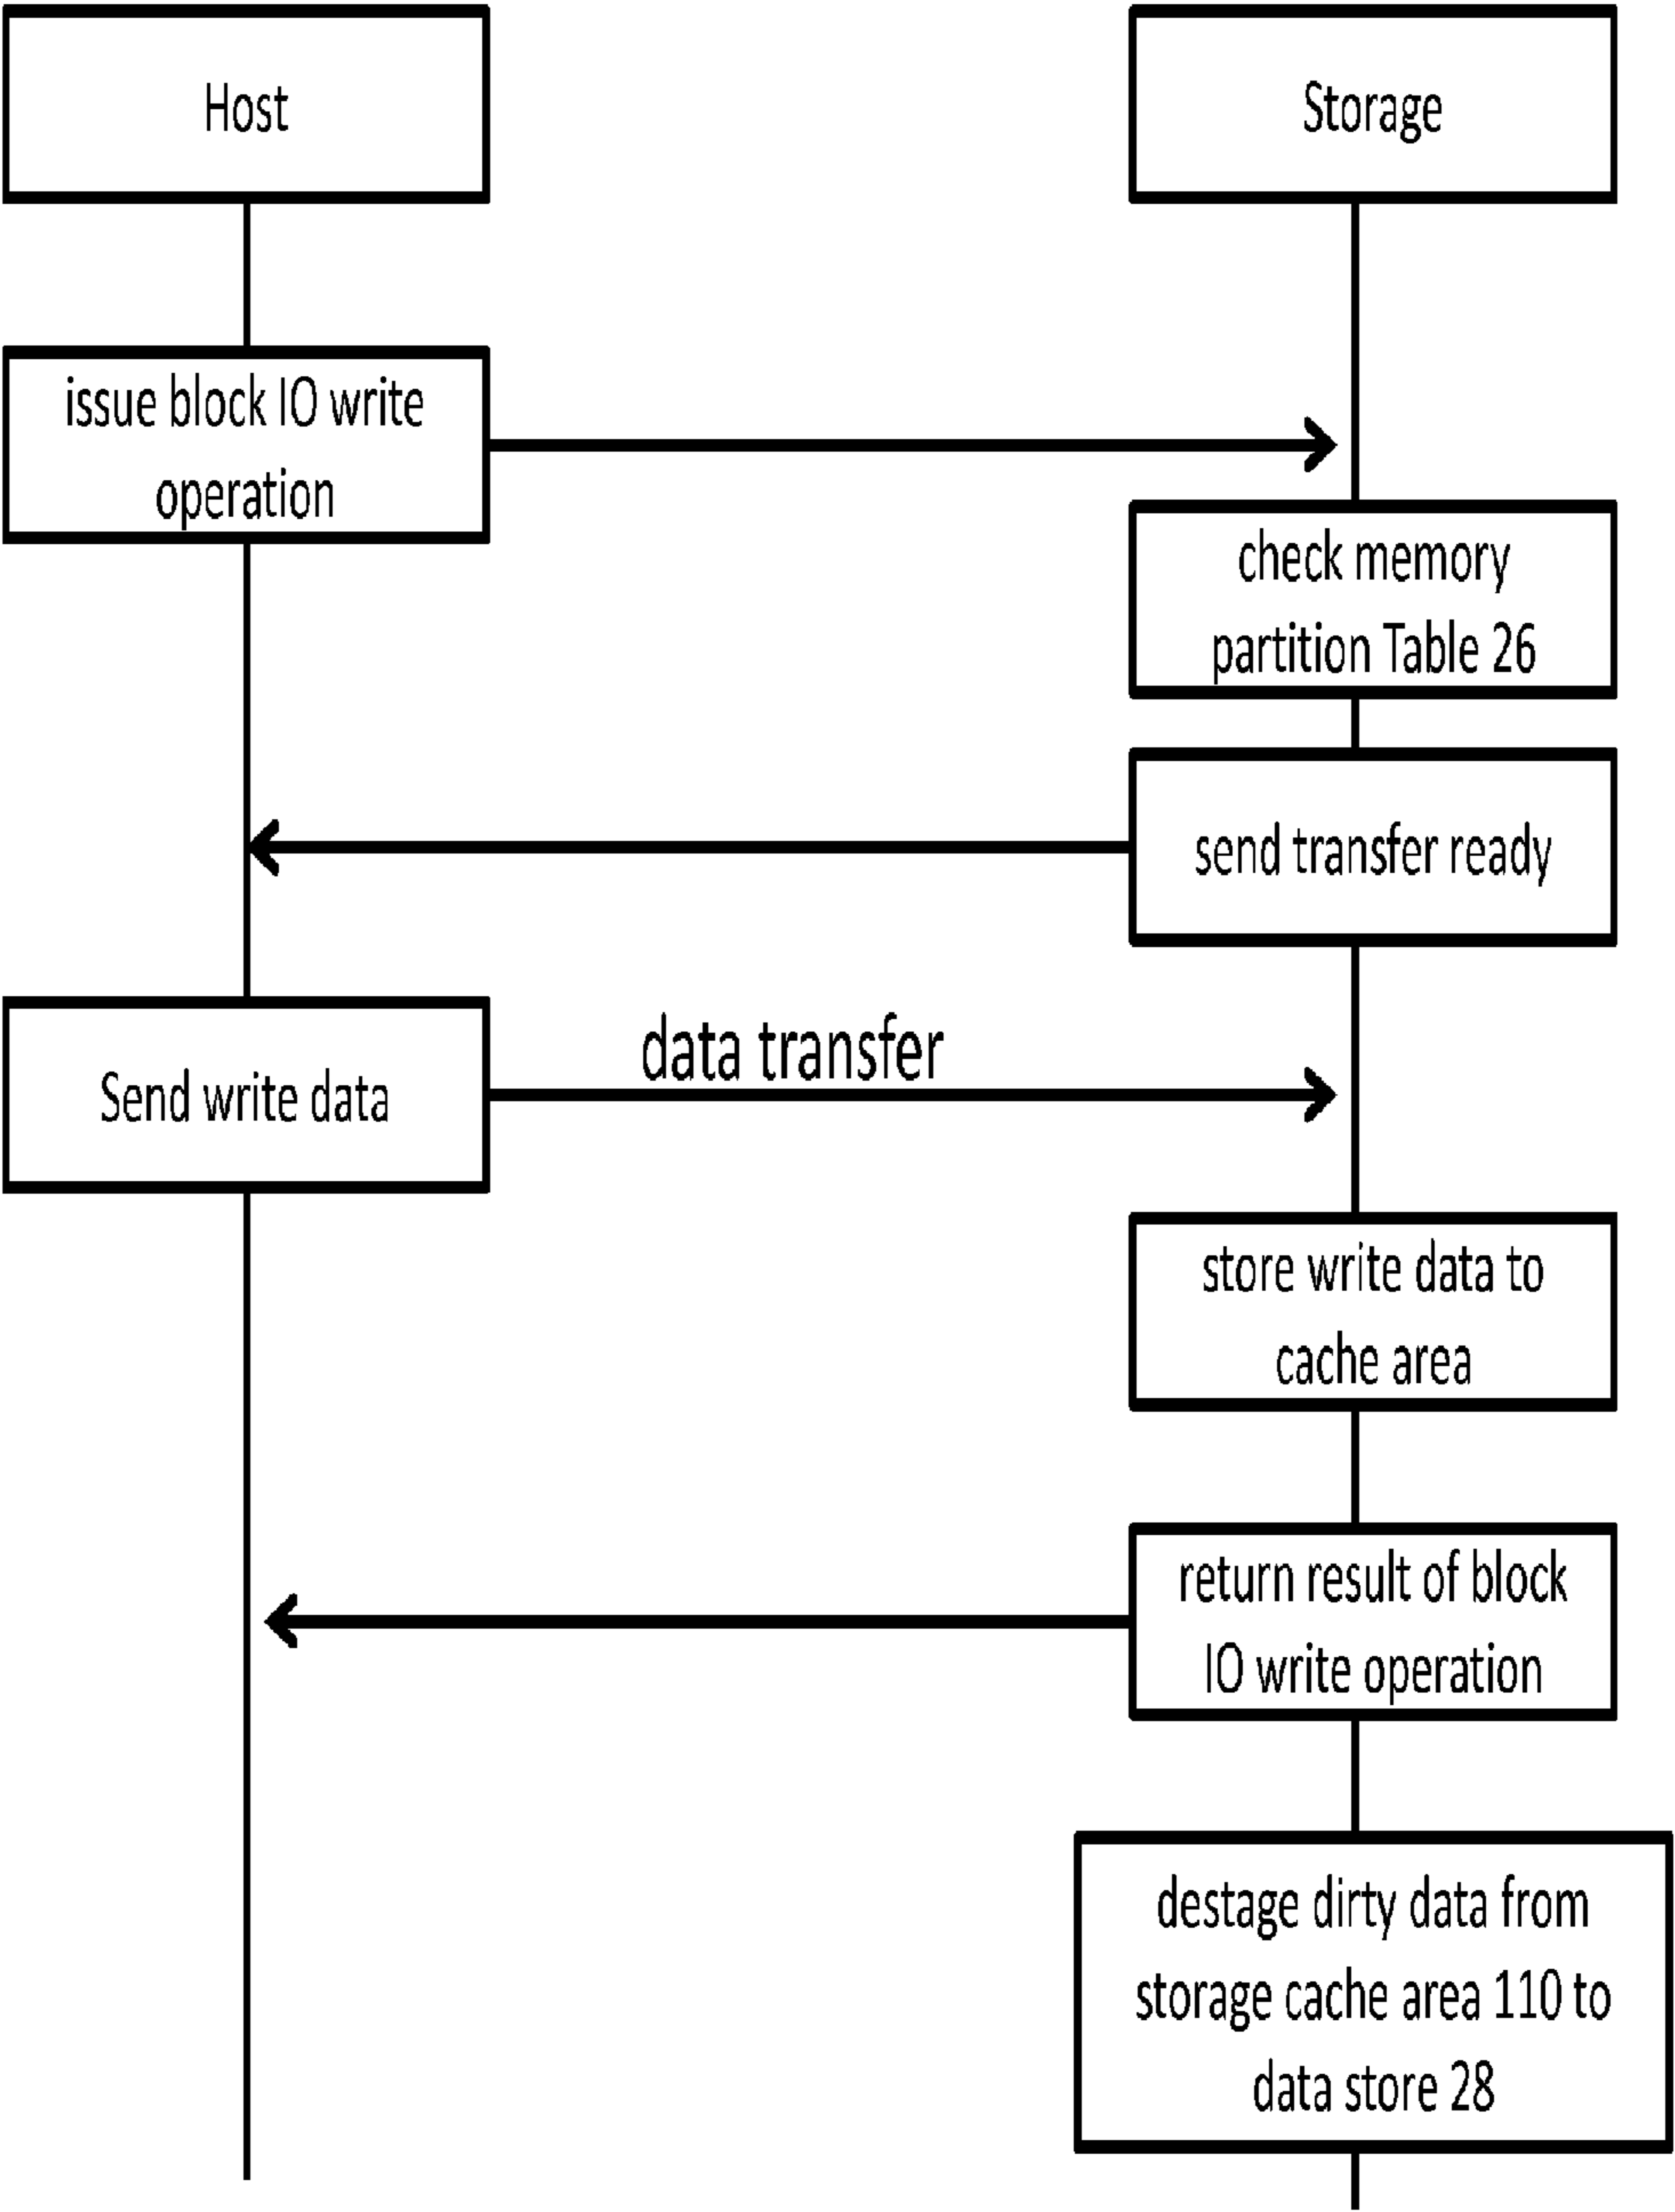 Host
Storage
issue block IO write
operation
check memory
partition Table 26
send transfer ready
data transfer
Send write data
store write data to
cache area
return result of block
IO write operation
destage dirty data from
storage cache area 110 to
data store 28